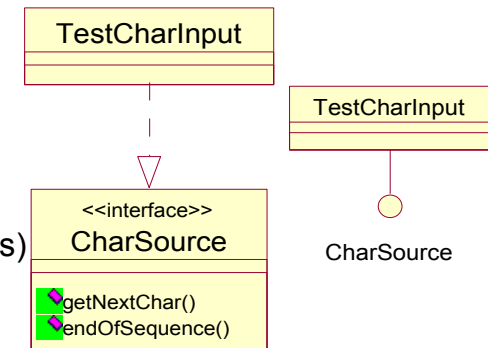 TestCharInput
<<interface>>
CharSource
getNextChar()
endOfSequence()
s)
TestCharInput
CharSource